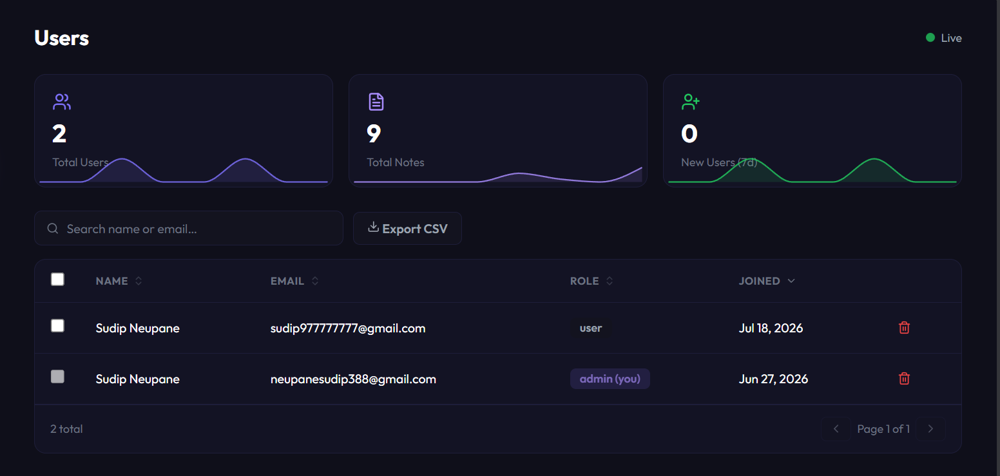 Users
Live
2
Total Users
9
Total Notes
0
New Users (7d)
Search name or email...
Export CSV
NAME EMAIL ROLE JOINED
Sudip Neupane sudip977777777@gmail.com user Jul 18, 2026
Sudip Neupane neupanesudip388@gmail.com admin (you) Jun 27, 2026
2 total Page 1 of 1